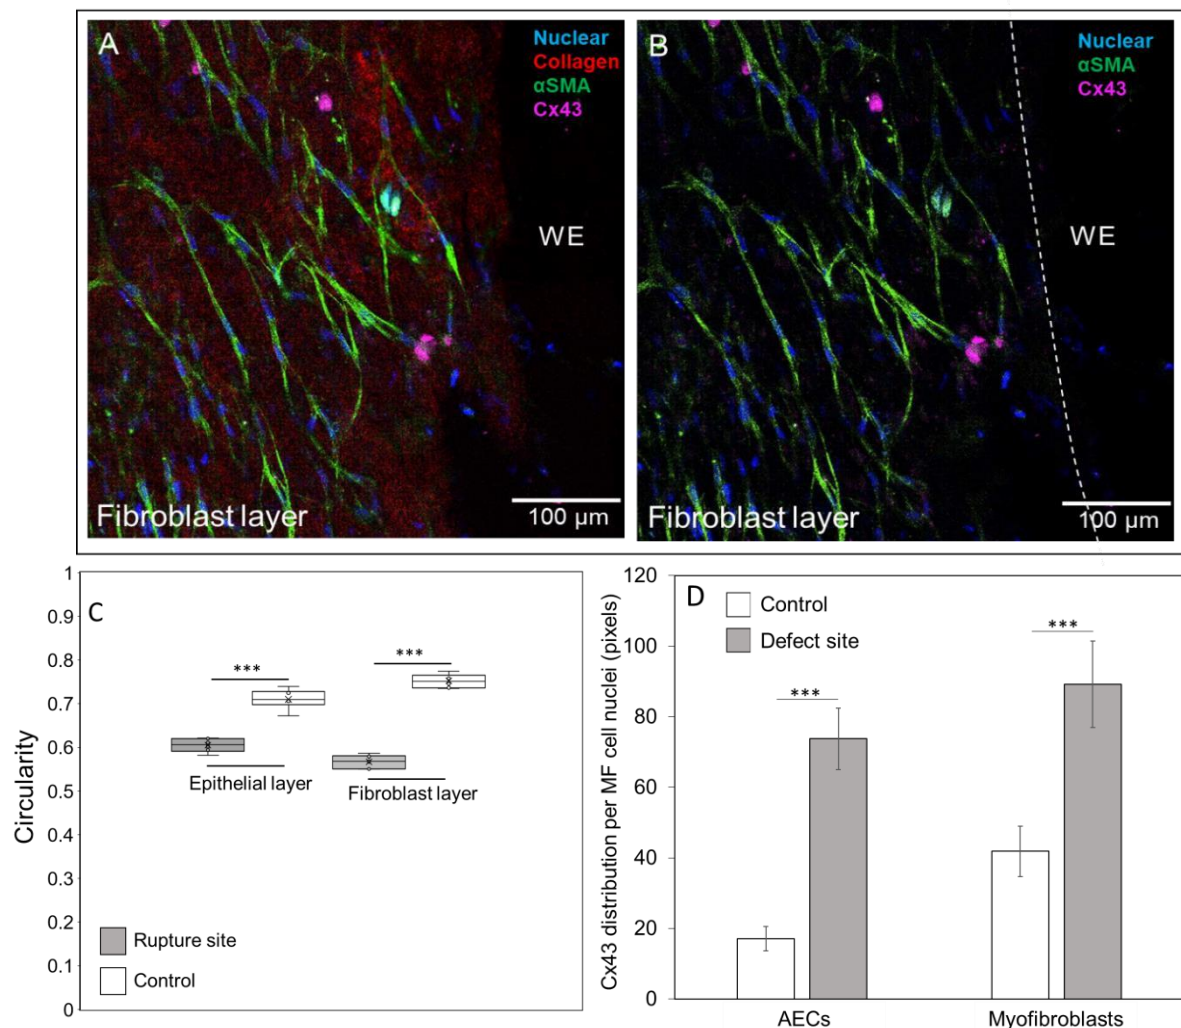 A
Nuclear
Collagen
αSMA
Cx43
WE
Fibroblast layer
100 µm
B
Nuclear
αSMA
Cx43
WE
Fibroblast layer
100 µm
C
Circularity
1
0.9
0.8
0.7
0.6
0.5
0.4
0.3
0.2
0.1
0
***
***
Epithelial layer
Fibroblast layer
Rupture site
Control
D
Cx43 distribution per MF cell nuclei (pixels)
120
100
80
60
40
20
0
Control
Defect site
***
***
AECs
Myofibroblasts